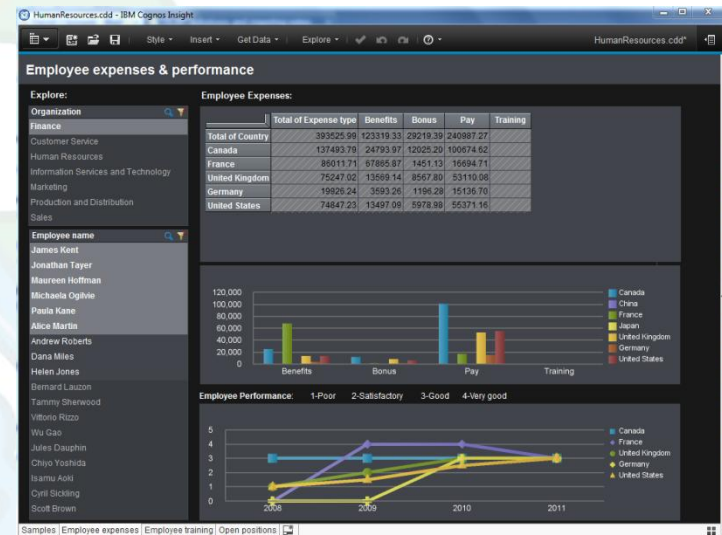 HumanResources.cdd - IBM Cognos Insight
Style Insert Get Data Explore HumanResources.cdd*
Employee expenses & performance
Explore:
Organization
Finance
Customer Service
Human Resources
Information Services and Technology
Marketing
Production and Distribution
Sales
Employee name
James Kent
Jonathan Tayer
Maureen Hoffman
Michaela Ogilvie
Paula Kane
Alice Martin
Andrew Roberts
Dana Miles
Helen Jones
Bernard Lauzon
Tammy Sherwood
Vittorio Rizzo
Wu Gao
Jules Dauphin
Chiyo Yoshida
Isamu Aoki
Cyril Sickling
Scott Brown
Employee Expenses:
Total of Expense type Benefits Bonus Pay Training
Total of Country 393525.99 123319.33 29219.39 240987.27
Canada 137493.79 24793.97 12025.20 100674.62
France 86011.71 67865.87 1451.13 16694.71
United Kingdom 75247.02 13569.14 8567.80 53110.08
Germany 19926.24 3593.26 1196.28 15136.70
United States 74847.23 13497.09 5978.98 55371.16
120,000
100,000
80,000
60,000
40,000
20,000
0
Benefits Bonus Pay Training
Canada
China
France
Japan
United Kingdom
Germany
United States
Employee Performance: 1-Poor 2-Satisfactory 3-Good 4-Very good
5
4
3
2
1
0
2008 2009 2010 2011
Canada
France
United Kingdom
Germany
United States
Samples Employee expenses Employee training Open positions